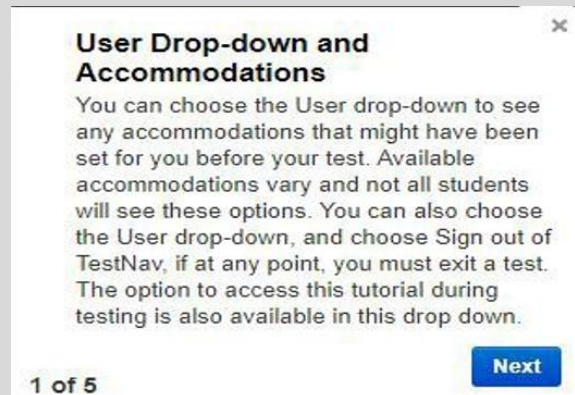 ×
User Drop-down and
Accommodations
You can choose the User drop-down to see
any accommodations that might have been
set for you before your test. Available
accommodations vary and not all students
will see these options. You can also choose
the User drop-down, and choose Sign out of
TestNav, if at any point, you must exit a test.
The option to access this tutorial during
testing is also available in this drop down.
Next
1 of 5